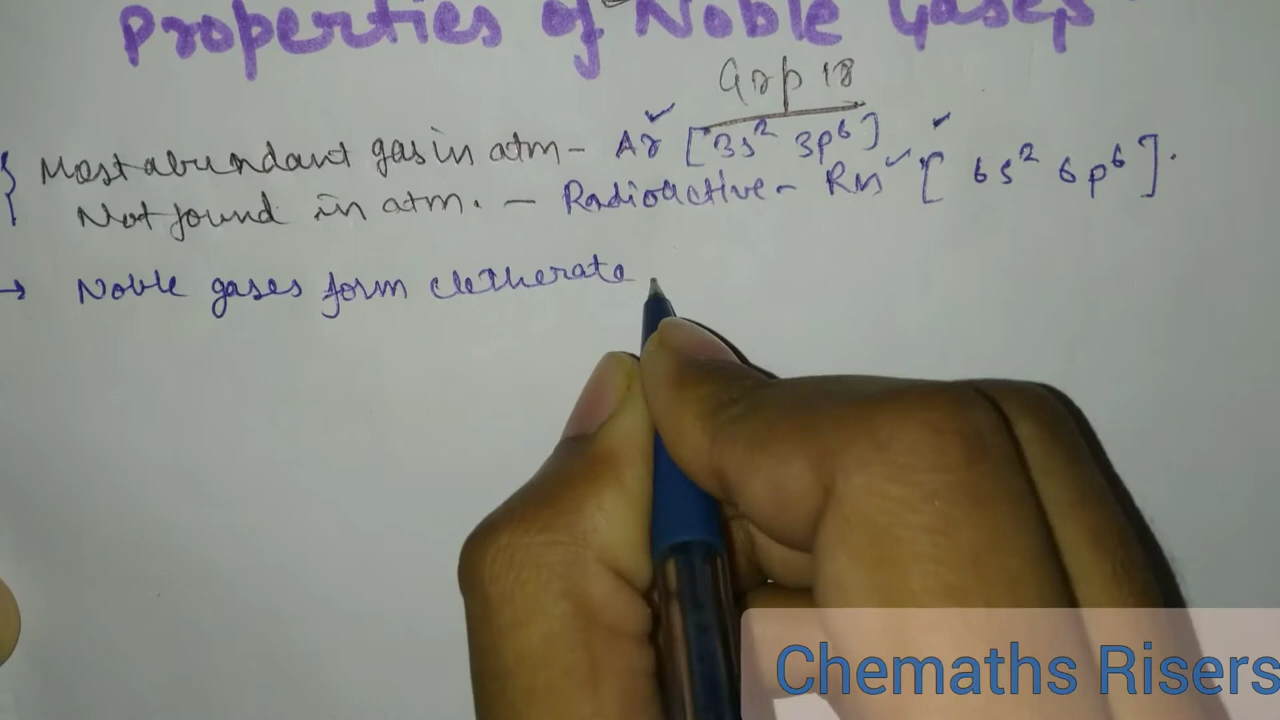 Properties of Noble Gases
Grp 18
Most abundant gas in atm - Ar [3s² 3p⁶]
Not found in atm. - Radioactive - Rn [6s² 6p⁶].
→ Noble gases form cletherate
Chemaths Risers